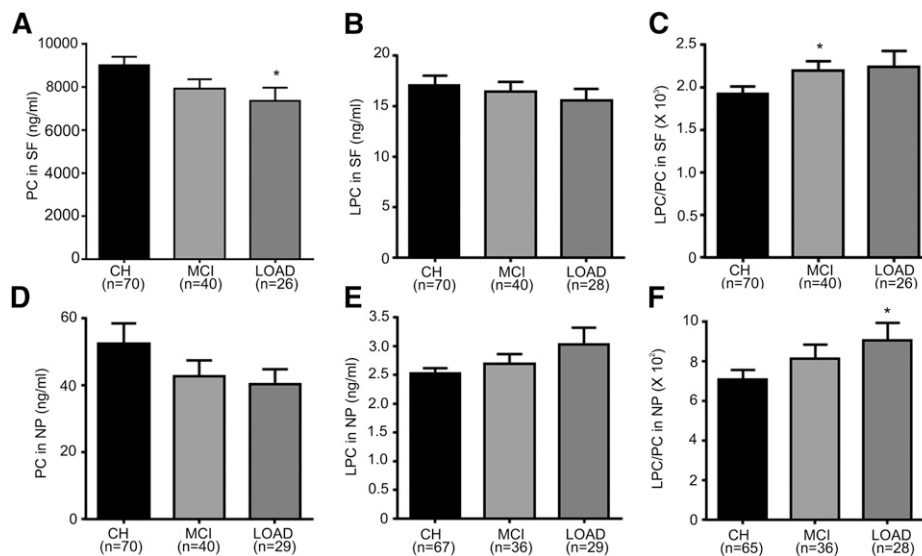 A
10000
8000
6000
4000
2000
0
PC in SF (ng/ml)
*
CH
(n=70)
MCI
(n=40)
LOAD
(n=26)
B
20
15
10
5
0
LPC in SF (ng/ml)
CH
(n=70)
MCI
(n=40)
LOAD
(n=28)
C
2.5
2.0
1.5
1.0
0.5
0
LPC/PC in SF (X 10³)
*
CH
(n=70)
MCI
(n=40)
LOAD
(n=26)
D
60
40
20
0
PC in NP (ng/ml)
CH
(n=70)
MCI
(n=40)
LOAD
(n=29)
E
3.5
3.0
2.5
2.0
1.5
1.0
0.5
0
LPC in NP (ng/ml)
CH
(n=67)
MCI
(n=36)
LOAD
(n=29)
F
10
8
6
4
2
0
LPC/PC in NP (X 10²)
*
CH
(n=65)
MCI
(n=36)
LOAD
(n=28)